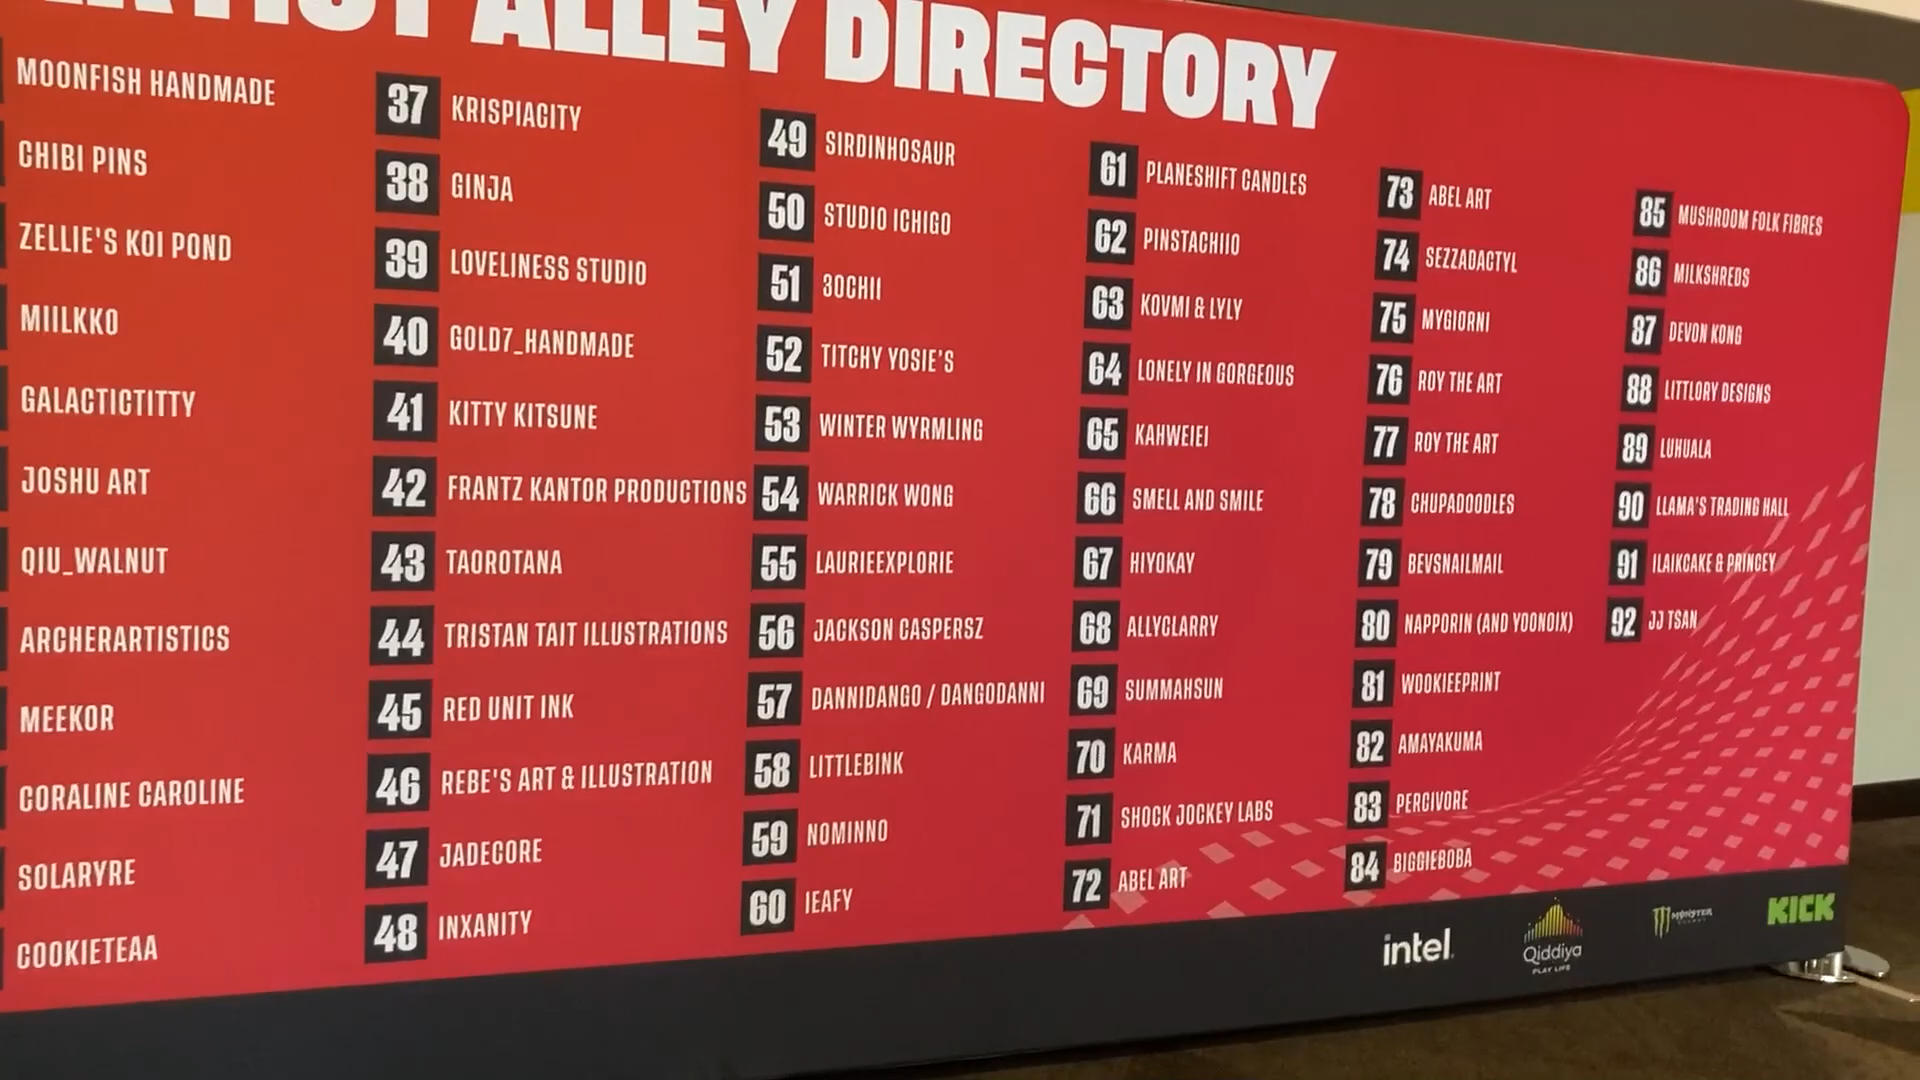 ARTIST ALLEY DIRECTORY
MOONFISH HANDMADE
CHIBI PINS
ZELLIE'S KOI POND
MIILKKO
GALACTICTITTY
JOSHU ART
QIU_WALNUT
ARCHERARTISTICS
MEEKOR
CORALINE CAROLINE
SOLARYRE
COOKIETEAA
37 KRISPIACITY
38 GINJA
39 LOVELINESS STUDIO
40 GOLD7_HANDMADE
41 KITTY KITSUNE
42 FRANTZ KANTOR PRODUCTIONS
43 TAOROTANA
44 TRISTAN TAIT ILLUSTRATIONS
45 RED UNIT INK
46 REBE'S ART & ILLUSTRATION
47 JADECORE
48 INXANITY
49 SIRDINHOSAUR
50 STUDIO ICHIGO
51 3OCHII
52 TITCHY YOSIE'S
53 WINTER WYRMLING
54 WARRICK WONG
55 LAURIEEXPLORIE
56 JACKSON CASPERSZ
57 DANNIDANGO / DANGODANNI
58 LITTLEBINK
59 NOMINNO
60 IEAFY
61 PLANESHIFT CANDLES
62 PINSTACHIIO
63 KOVMI & LYLY
64 LONELY IN GORGEOUS
65 KAHWEIEI
66 SMELL AND SMILE
67 HIYOKAY
68 ALLYCLARRY
69 SUMMAHSUN
70 KARMA
71 SHOCK JOCKEY LABS
72 ABEL ART
73 ABEL ART
74 SEZZADACTYL
75 MYGIORNI
76 ROY THE ART
77 ROY THE ART
78 CHUPADOODLES
79 BEVSNAILMAIL
80 NAPPORIN (AND YOONOIX)
81 WOOKIEEPRINT
82 AMAYAKUMA
83 PERCIVORE
84 BIGGIEBOBA
85 MUSHROOM FOLK FIBRES
86 MILKSHREDS
87 DEVON KONG
88 LITTLORY DESIGNS
89 LUHUALA
90 LLAMA'S TRADING HALL
91 ILAIKCAKE & PRINCEY
92 JJ TSAN
intel.
Qiddiya
PLAY LIFE
MONSTER
KICK